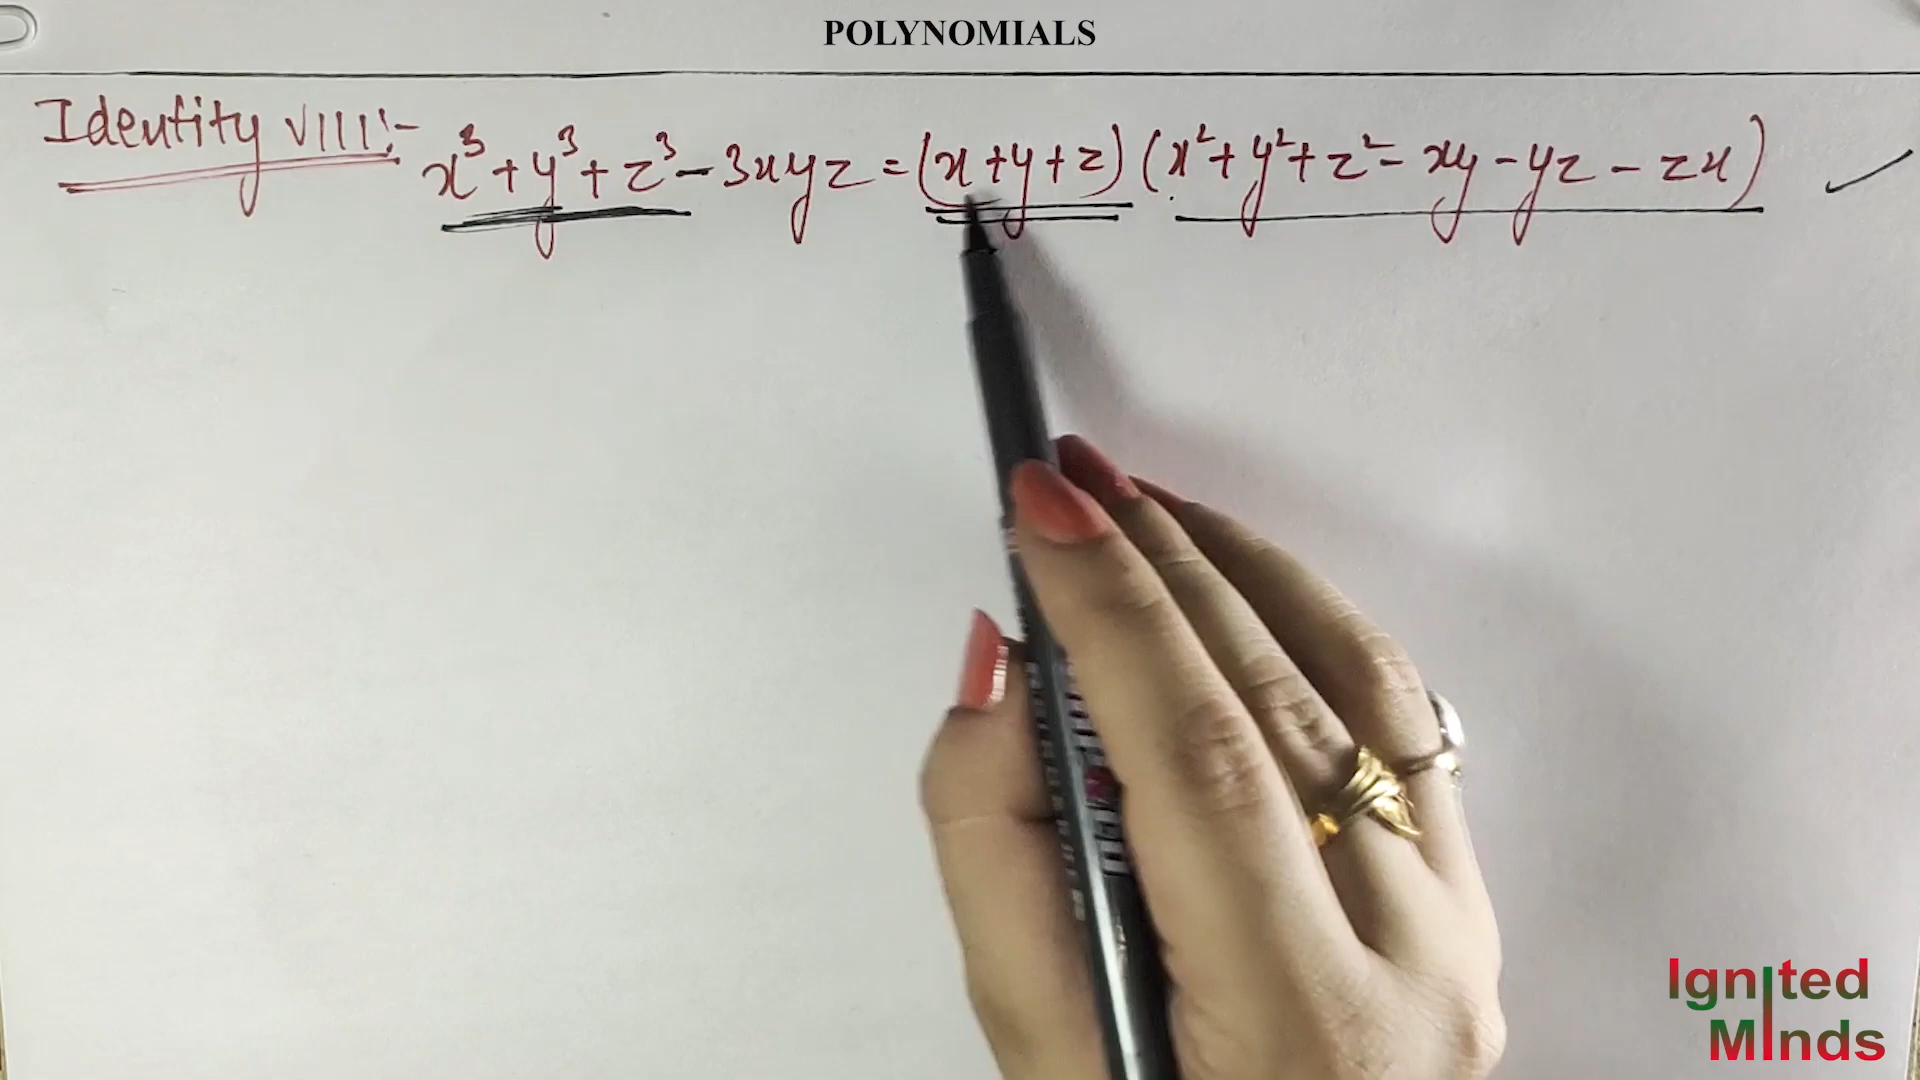 POLYNOMIALS
Identity VIII:-
x³ + y³ + z³ - 3xyz = (x + y + z) (x² + y² + z² - xy - yz - zx)
Ignited
Minds